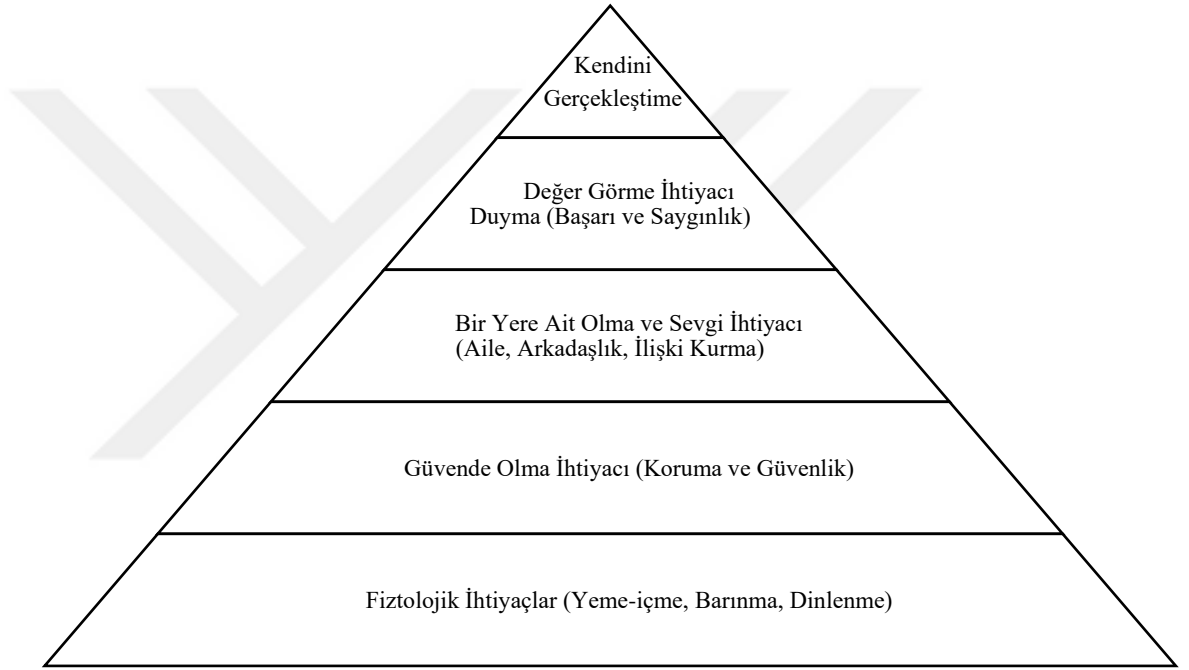 Kendini
Gerçekleştime
Değer Görme İhtiyacı
Duyma (Başarı ve Saygınlık)
Bir Yere Ait Olma ve Sevgi İhtiyacı
(Aile, Arkadaşlık, İlişki Kurma)
Güvende Olma İhtiyacı (Koruma ve Güvenlik)
Fiztolojik İhtiyaçlar (Yeme-içme, Barınma, Dinlenme)